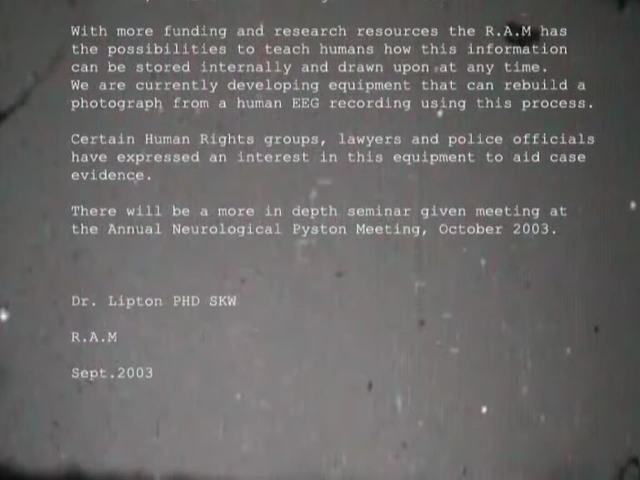 With more funding and research resources the R.A.M has
the possibilities to teach humans how this information
can be stored internally and drawn upon at any time.
We are currently developing equipment that can rebuild a
photograph from a human EEG recording using this process.
Certain Human Rights groups, lawyers and police officials
have expressed an interest in this equipment to aid case
evidence.
There will be a more in depth seminar given meeting at
the Annual Neurological Pyston Meeting, October 2003.
Dr. Lipton PHD SKW
R.A.M
Sept.2003